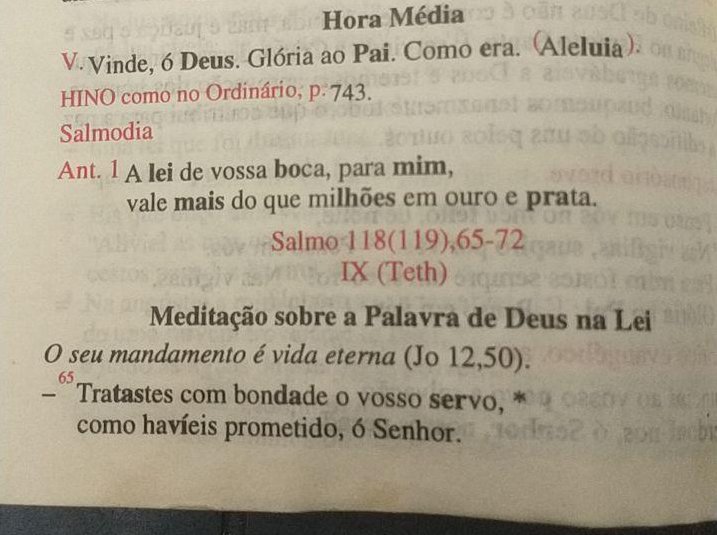 Hora Média
V. Vinde, ó Deus. Glória ao Pai. Como era. (Aleluia).
HINO como no Ordinário, p. 743.
Salmodia
Ant. 1 A lei de vossa boca, para mim,
vale mais do que milhões em ouro e prata.
Salmo 118(119),65-72
IX (Teth)
Meditação sobre a Palavra de Deus na Lei
O seu mandamento é vida eterna (Jo 12,50).
– 65 Tratastes com bondade o vosso servo, *
como havíeis prometido, ó Senhor.